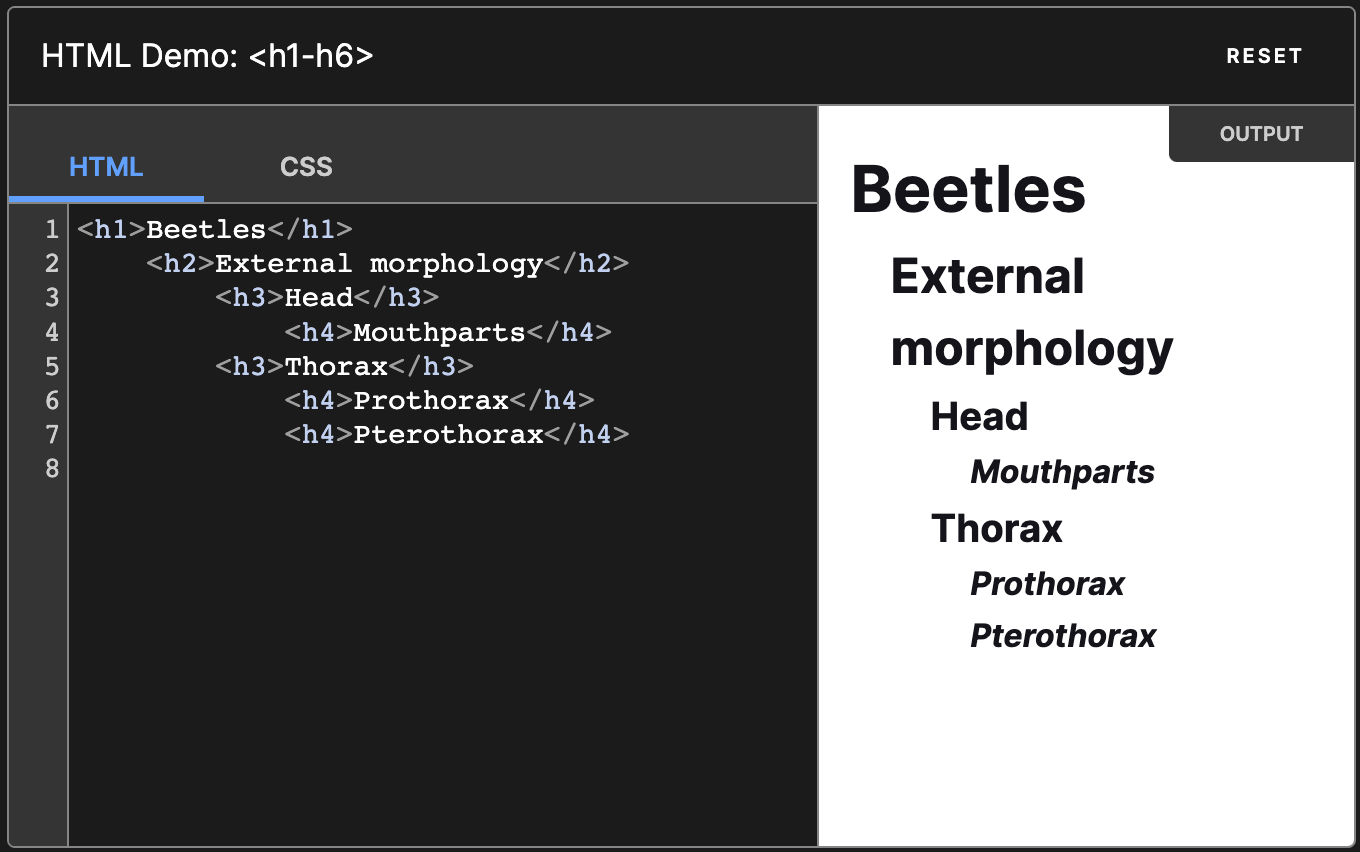 HTML Demo: <h1-h6>
RESET
HTML
CSS
1 <h1>Beetles</h1>
2     <h2>External morphology</h2>
3         <h3>Head</h3>
4             <h4>Mouthparts</h4>
5         <h3>Thorax</h3>
6             <h4>Prothorax</h4>
7             <h4>Pterothorax</h4>
8
OUTPUT
Beetles
External
morphology
Head
Mouthparts
Thorax
Prothorax
Pterothorax